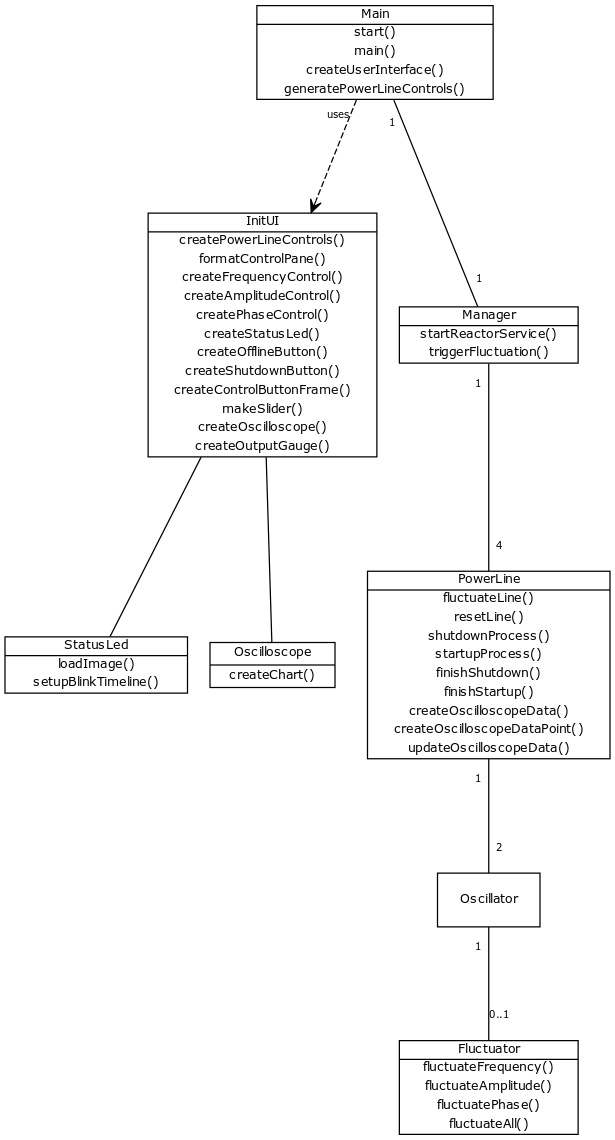 Main
start()
main()
createUserInterface()
generatePowerLineControls()
uses
1
InitUI
createPowerLineControls()
formatControlPane()
createFrequencyControl()
createAmplitudeControl()
createPhaseControl()
createStatusLed()
createOfflineButton()
createShutdownButton()
createControlButtonFrame()
makeSlider()
createOscilloscope()
createOutputGauge()
1
Manager
startReactorService()
triggerFluctuation()
1
4
StatusLed
loadImage()
setupBlinkTimeline()
Oscilloscope
createChart()
PowerLine
fluctuateLine()
resetLine()
shutdownProcess()
startupProcess()
finishShutdown()
finishStartup()
createOscilloscopeData()
createOscilloscopeDataPoint()
updateOscilloscopeData()
1
2
Oscillator
1
0..1
Fluctuator
fluctuateFrequency()
fluctuateAmplitude()
fluctuatePhase()
fluctuateAll()